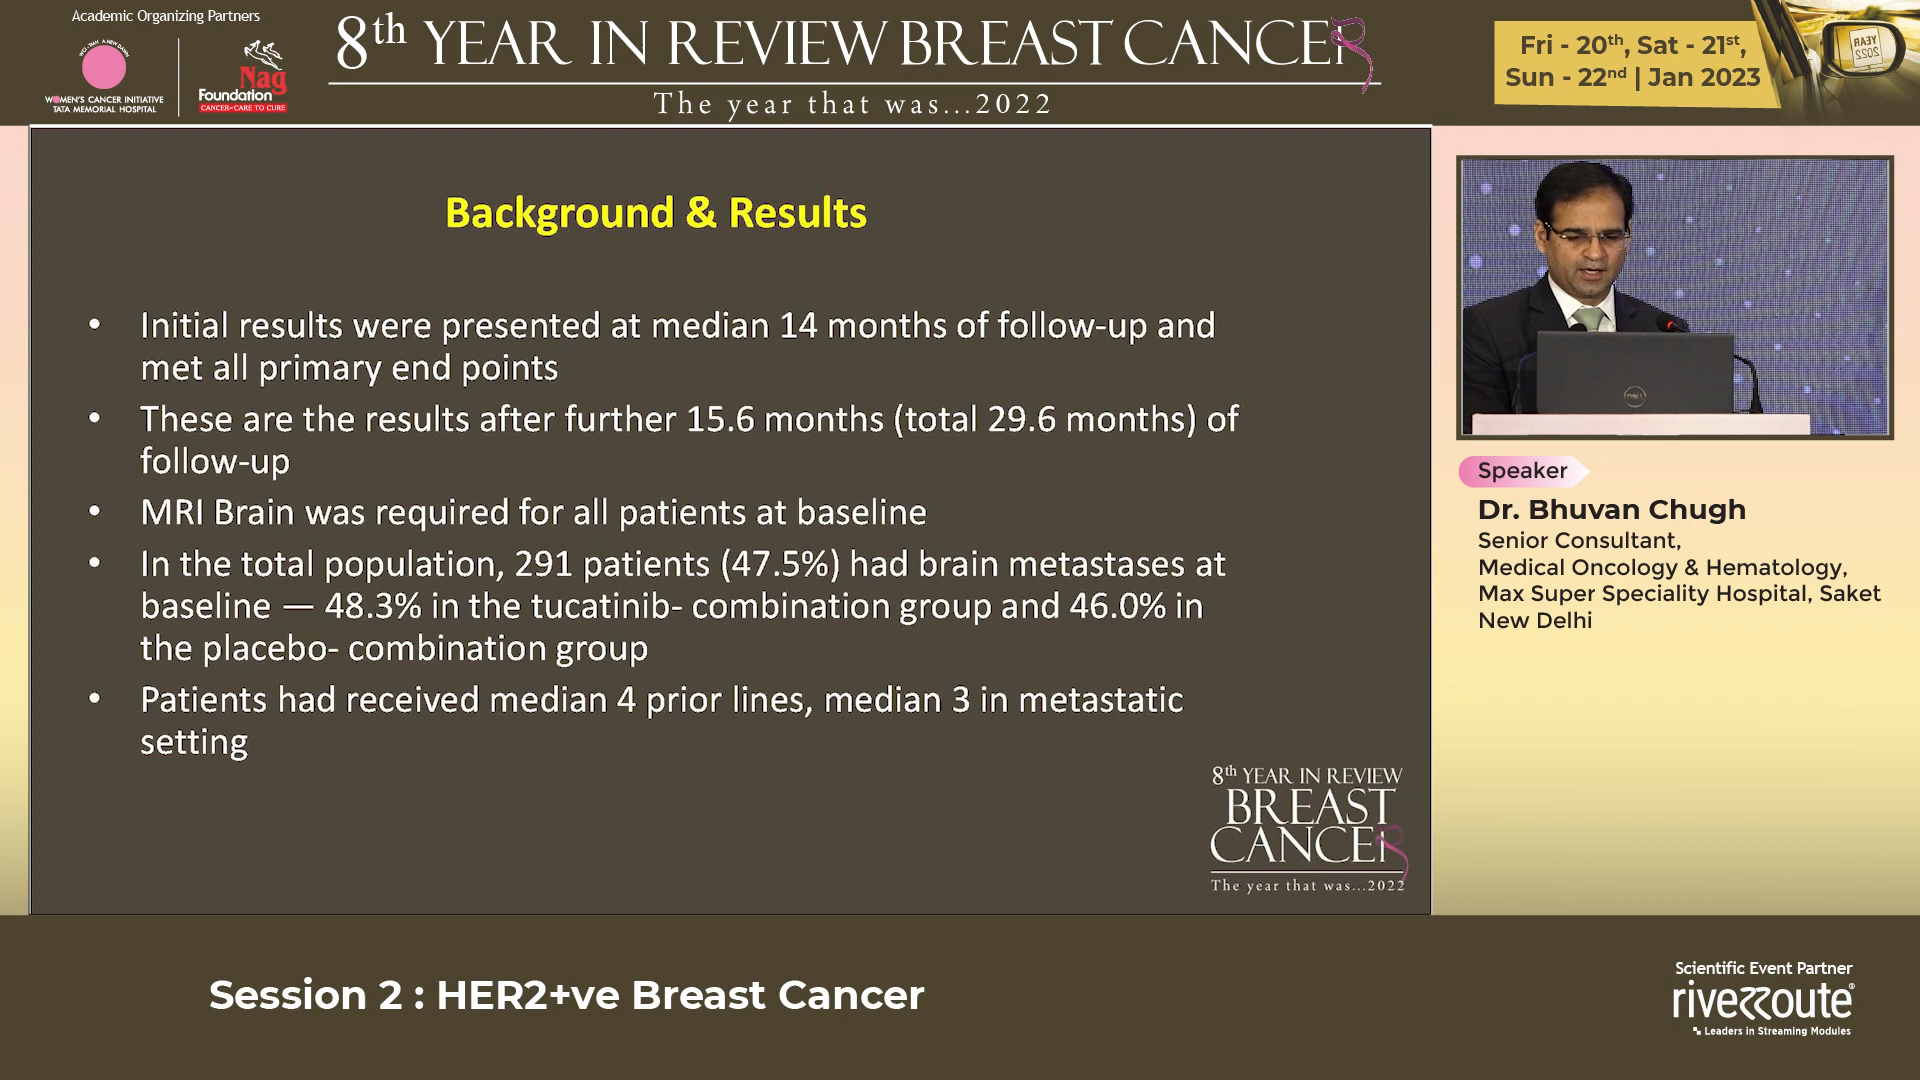 Academic Organizing Partners
WOMEN'S CANCER INITIATIVE
TATA MEMORIAL HOSPITAL
Nag
Foundation
CANCER-CARE TO CURE
8th YEAR IN REVIEW BREAST CANCER
The year that was...2022
Fri - 20th, Sat - 21st,
Sun - 22nd | Jan 2023
YEAR
2022
Background & Results
• Initial results were presented at median 14 months of follow-up and
met all primary end points
• These are the results after further 15.6 months (total 29.6 months) of
follow-up
• MRI Brain was required for all patients at baseline
• In the total population, 291 patients (47.5%) had brain metastases at
baseline — 48.3% in the tucatinib- combination group and 46.0% in
the placebo- combination group
• Patients had received median 4 prior lines, median 3 in metastatic
setting
8th YEAR IN REVIEW
BREAST
CANCER
The year that was...2022
DELL
Speaker
Dr. Bhuvan Chugh
Senior Consultant,
Medical Oncology & Hematology,
Max Super Speciality Hospital, Saket
New Delhi
Session 2 : HER2+ve Breast Cancer
Scientific Event Partner
riveRRoute®
Leaders in Streaming Modules